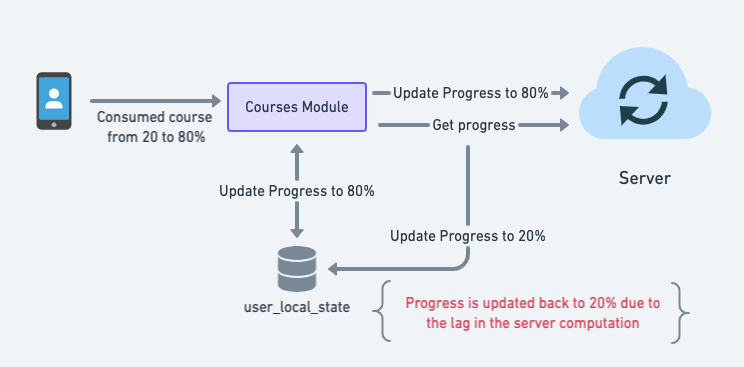 Update Progress to 80%
Courses Module
Get progress
Consumed course
from 20 to 80%
Server
Update Progress to 80%
Update Progress to 20%
user_local_state
Progress is updated back to 20% due to
the lag in the server computation